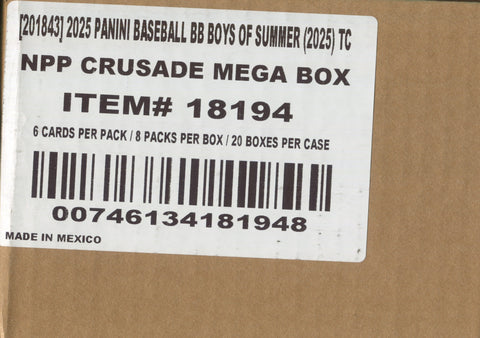 [201843] 2025 PANINI BASEBALL BB BOYS OF SUMMER (2025) TC
NPP CRUSADE MEGA BOX
ITEM# 18194
6 CARDS PER PACK / 8 PACKS PER BOX / 20 BOXES PER CASE
00746134181948
MADE IN MEXICO